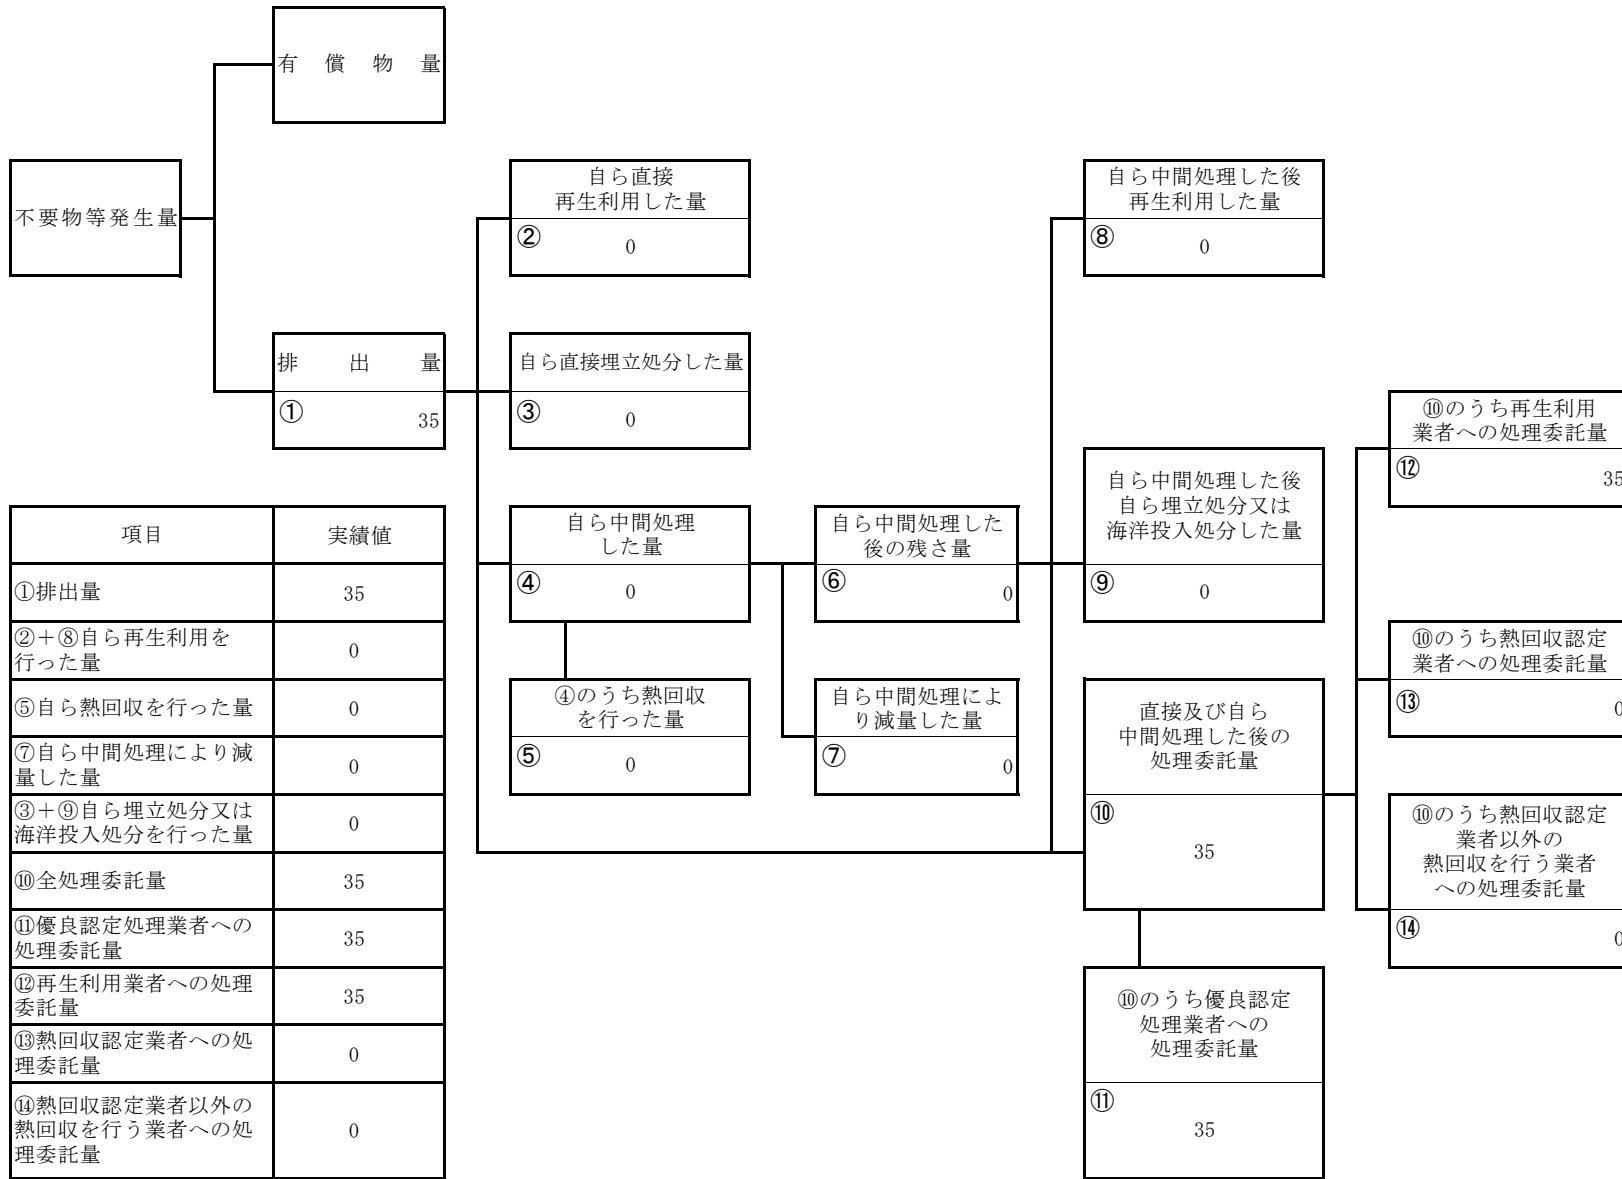 有償物量
不要物等発生量
排出量
①
35
自ら直接
再生利用した量
②
0
自ら直接埋立処分した量
③
0
自ら中間処理
した量
④
0
④のうち熱回収
を行った量
⑤
0
自ら中間処理した
後の残さ量
⑥
0
自ら中間処理によ
り減量した量
⑦
0
自ら中間処理した後
再生利用した量
⑧
0
自ら中間処理した後
自ら埋立処分又は
海洋投入処分した量
⑨
0
直接及び自ら
中間処理した後の
処理委託量
⑩
35
⑩のうち優良認定
処理業者への
処理委託量
⑪
35
⑩のうち再生利用
業者への処理委託量
⑫
35
⑩のうち熱回収認定
業者への処理委託量
⑬
0
⑩のうち熱回収認定
業者以外の
熱回収を行う業者
への処理委託量
⑭
0
項目 実績値
①排出量 35
②+⑧自ら再生利用を
行った量 0
⑤自ら熱回収を行った量 0
⑦自ら中間処理により減
量した量 0
③+⑨自ら埋立処分又は
海洋投入処分を行った量 0
⑩全処理委託量 35
⑪優良認定処理業者への
処理委託量 35
⑫再生利用業者への処理
委託量 35
⑬熱回収認定業者への処
理委託量 0
⑭熱回収認定業者以外の
熱回収を行う業者への処
理委託量 0